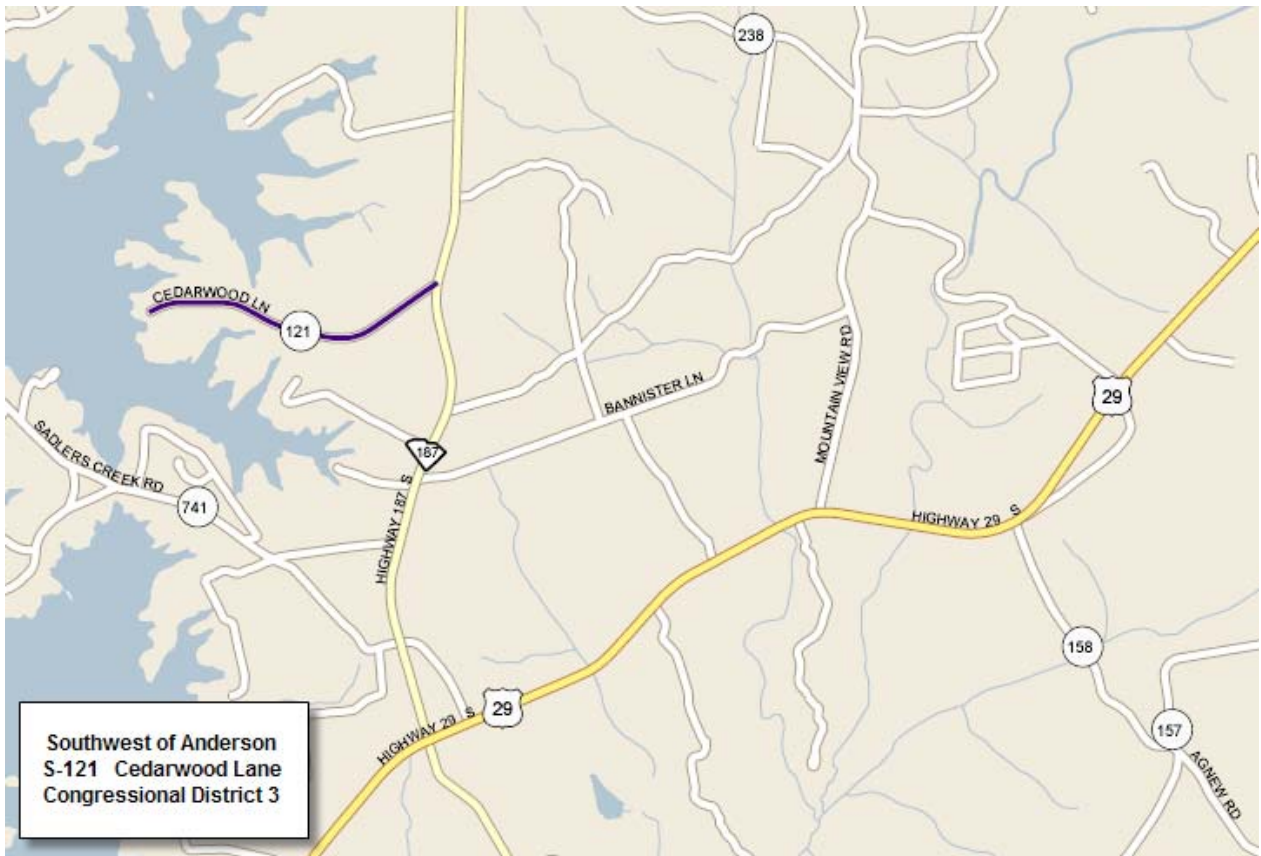 238
CEDARWOOD LN
121
MOUNTAIN VIEW RD
BANNISTER LN
29
187
SADLERS CREEK RD
741
HIGHWAY 187 S
HIGHWAY 29 S
158
29
HIGHWAY 29 S
157
AGNEW RD
Southwest of Anderson
S-121 Cedarwood Lane
Congressional District 3